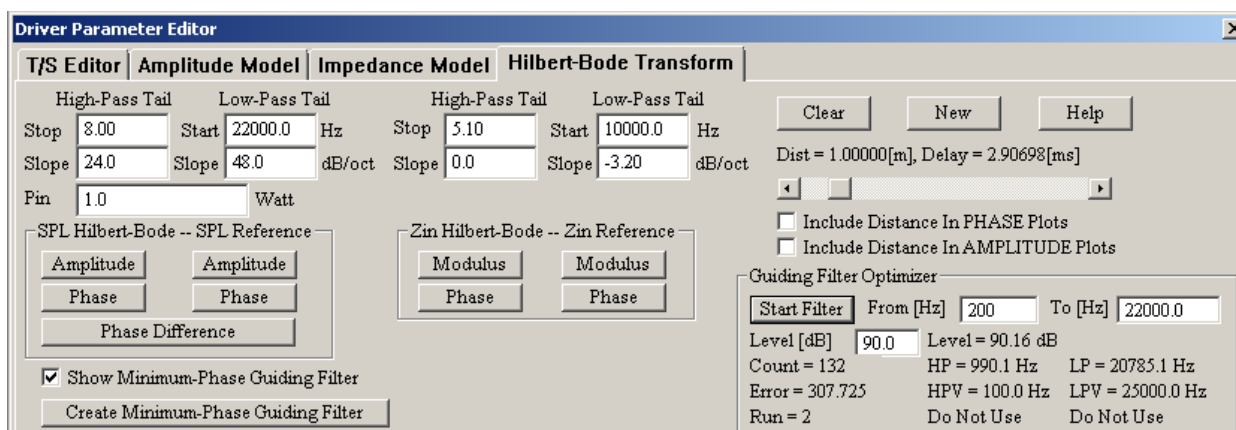 Driver Parameter Editor
T/S Editor Amplitude Model Impedance Model Hilbert-Bode Transform
High-Pass Tail Low-Pass Tail
Stop 8.00 Start 22000.0 Hz
Slope 24.0 Slope 48.0 dB/oct
Pin 1.0 Watt
SPL Hilbert-Bode -- SPL Reference
Amplitude Amplitude
Phase Phase
Phase Difference
Show Minimum-Phase Guiding Filter
Create Minimum-Phase Guiding Filter
High-Pass Tail Low-Pass Tail
Stop 5.10 Start 10000.0 Hz
Slope 0.0 Slope -3.20 dB/oct
Zin Hilbert-Bode -- Zin Reference
Modulus Modulus
Phase Phase
Clear New Help
Dist = 1.00000[m], Delay = 2.90698[ms]
Include Distance In PHASE Plots
Include Distance In AMPLITUDE Plots
Guiding Filter Optimizer
Start Filter From [Hz] 200 To [Hz] 22000.0
Level [dB] 90.0 Level = 90.16 dB
Count = 132 HP = 990.1 Hz LP = 20785.1 Hz
Error = 307.725 HPV = 100.0 Hz LPV = 25000.0 Hz
Run = 2 Do Not Use Do Not Use